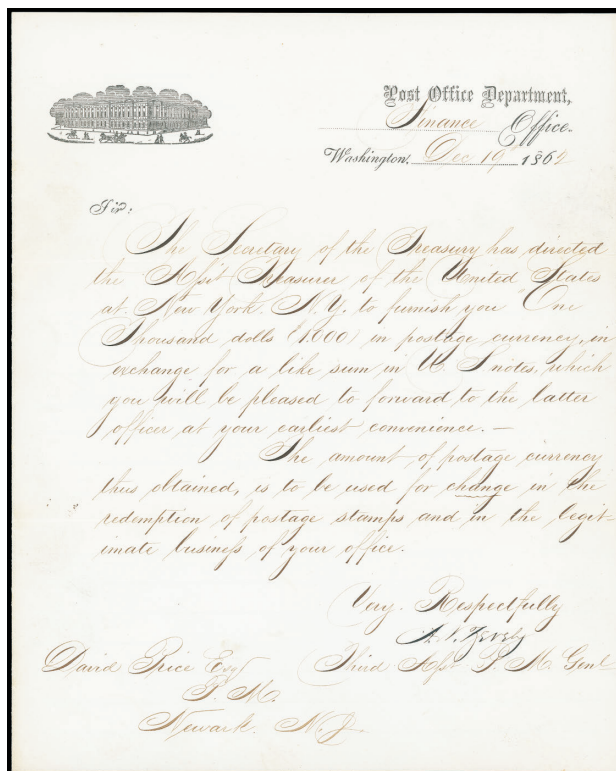 Post Office Department,
Finance Office.
Washington, Dec 19th 1862
Sir:
The Secretary of the Treasury has directed
the Asst Treasurer of the United States
at New York. N.Y. to furnish you "One
Thousand dolls ($1.000) in postage currency, in
exchange for a like sum in U. S notes, which
you will be pleased to forward to the latter
officer at your earliest convenience. —
The amount of postage currency
thus obtained, is to be used for change in the
redemption of postage stamps and in the legit-
imate business of your office.
Very. Respectfully
A. N. Zevely
David Price Esq Third Asst P. M. Genl
P. M.
Newark. N. J.